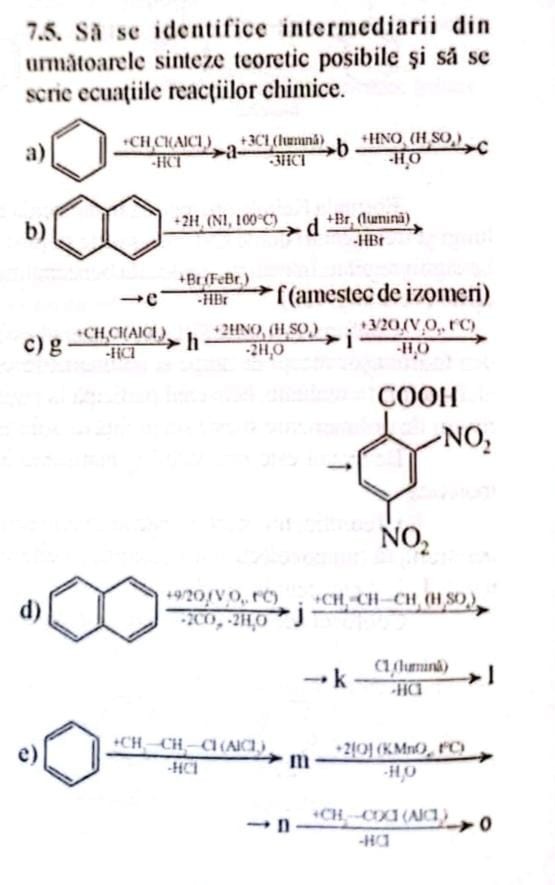 7.5. Să se identifice intermediarii din
următoarele sinteze teoretic posibile şi să se
scrie ecuaţiile reacţiilor chimice.
a) +CH₃Cl(AlCl₃) -HCl a +3Cl₂(lumină) -3HCl b +HNO₃(H₂SO₄) -H₂O c
b) +2H₂ (Ni, 100°C) d +Br₂ (lumină) -HBr
e +Br₂(FeBr₃) -HBr f (amestec de izomeri)
c) g +CH₃Cl(AlCl₃) -HCl h +2HNO₃ (H₂SO₄) -2H₂O i +3/2O₂(V₂O₅, t°C) -H₂O
COOH
NO₂
NO₂
d) +9/2O₂(V₂O₅, t°C) -2CO₂, -2H₂O j +CH₂=CH—CH₃ (H₂SO₄)
k Cl₂(lumină) -HCl l
e) +CH₃—CH₂—Cl (AlCl₃) -HCl m +2[O] (KMnO₄, t°C) -H₂O
n +CH₃—COCl (AlCl₃) -HCl o